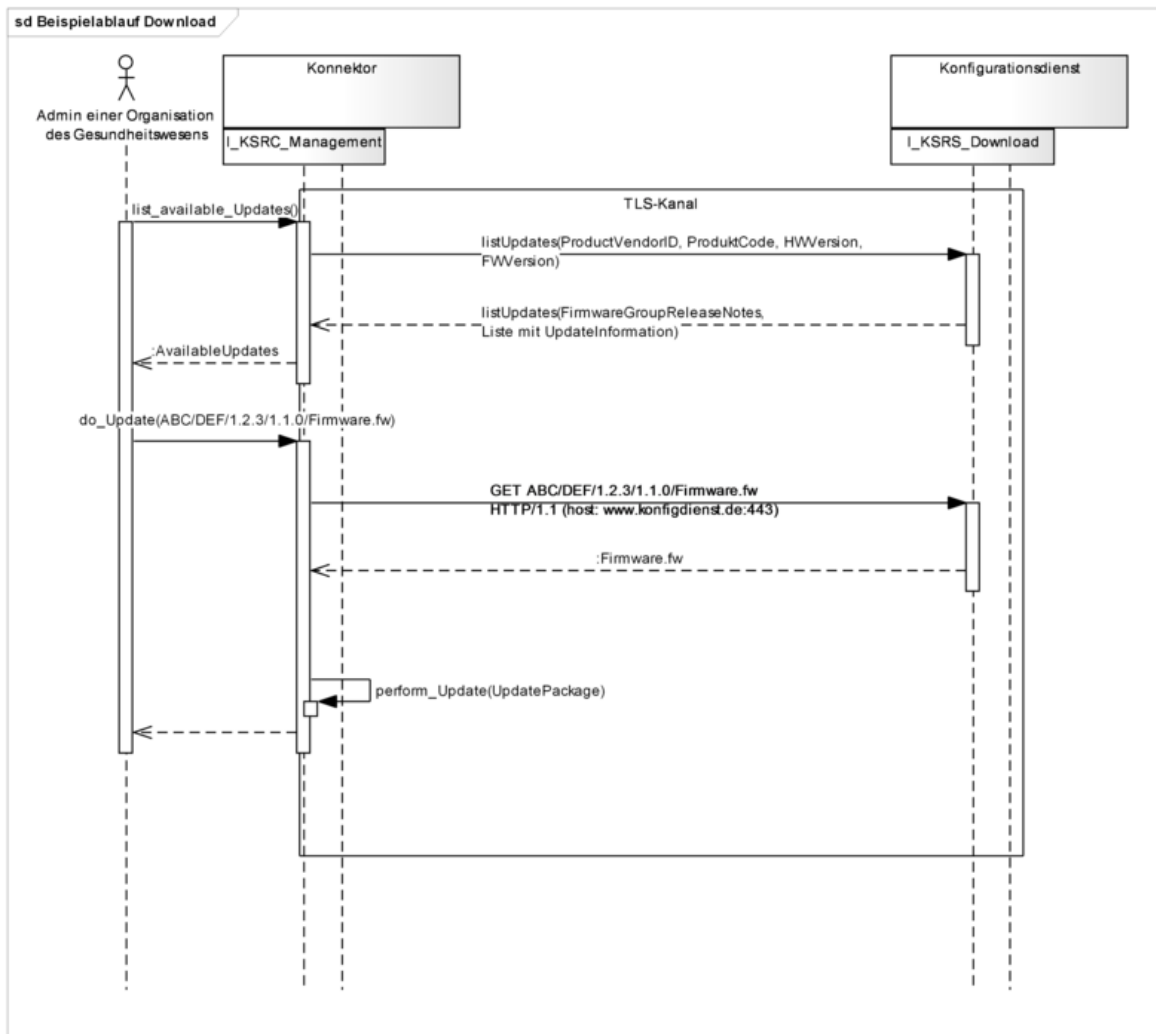 sd Beispielablauf Download
Konnektor
Konfigurationsdienst
Admin einer Organisation
des Gesundheitswesens
I_KSRC_Management
I_KSRS_Download
TLS-Kanal
list_available_Updates()
listUpdates(ProductVendorID, ProduktCode, HWVersion,
FWVersion)
listUpdates(FirmwareGroupReleaseNotes,
Liste mit UpdateInformation)
:AvailableUpdates
do_Update(ABC/DEF/1.2.3/1.1.0/Firmware.fw)
GET ABC/DEF/1.2.3/1.1.0/Firmware.fw
HTTP/1.1 (host: www.konfigdienst.de:443)
:Firmware.fw
perform_Update(UpdatePackage)